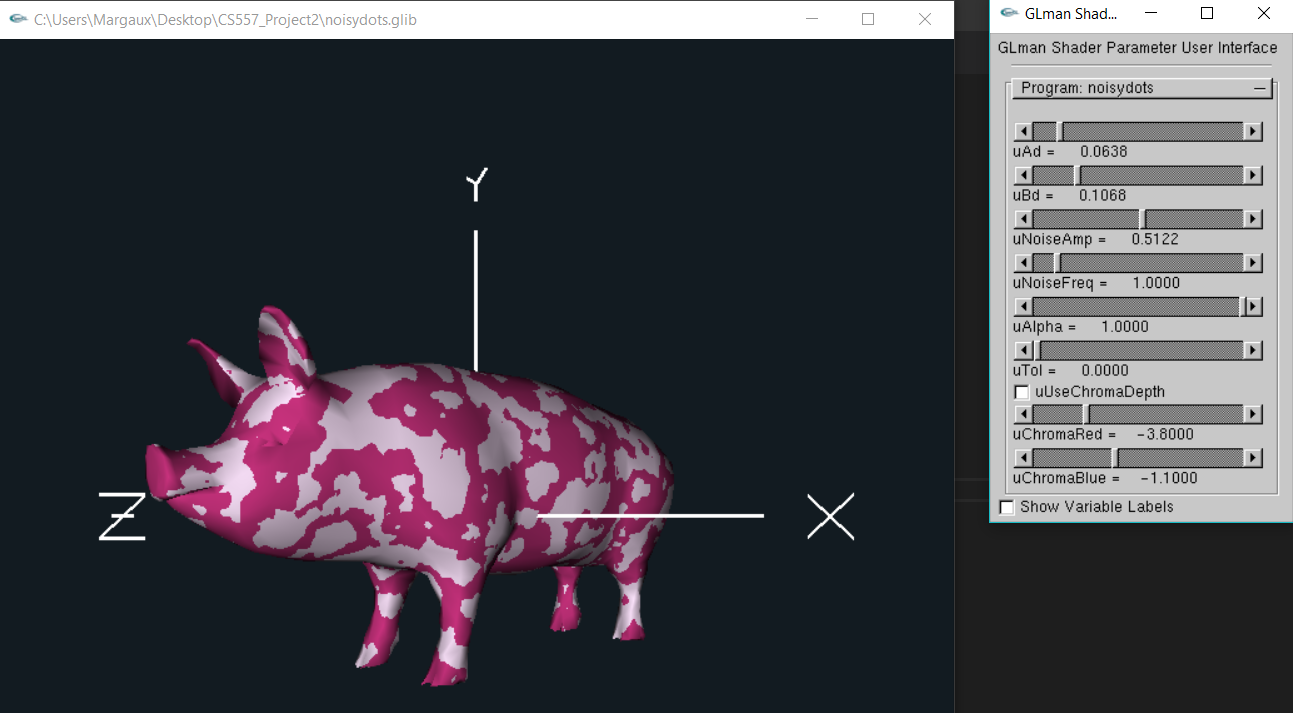 C:\Users\Margaux\Desktop\CS557_Project2\noisydots.glib
Y
Z
X
GLman Shad...
GLman Shader Parameter User Interface
Program: noisydots
uAd = 0.0638
uBd = 0.1068
uNoiseAmp = 0.5122
uNoiseFreq = 1.0000
uAlpha = 1.0000
uTol = 0.0000
uUseChromaDepth
uChromaRed = -3.8000
uChromaBlue = -1.1000
Show Variable Labels